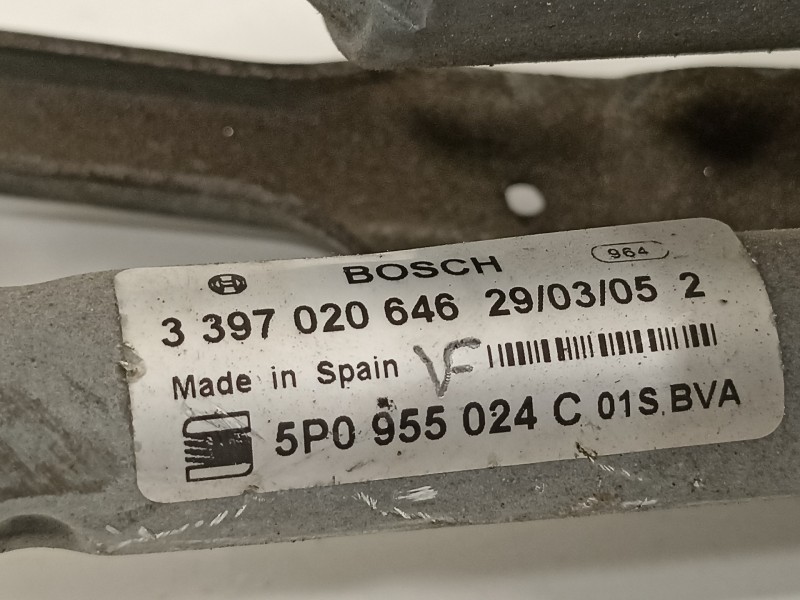 BOSCH 964
3 397 020 646 29/03/05 2
Made in Spain VF
5P0 955 024 C 01S.BVA